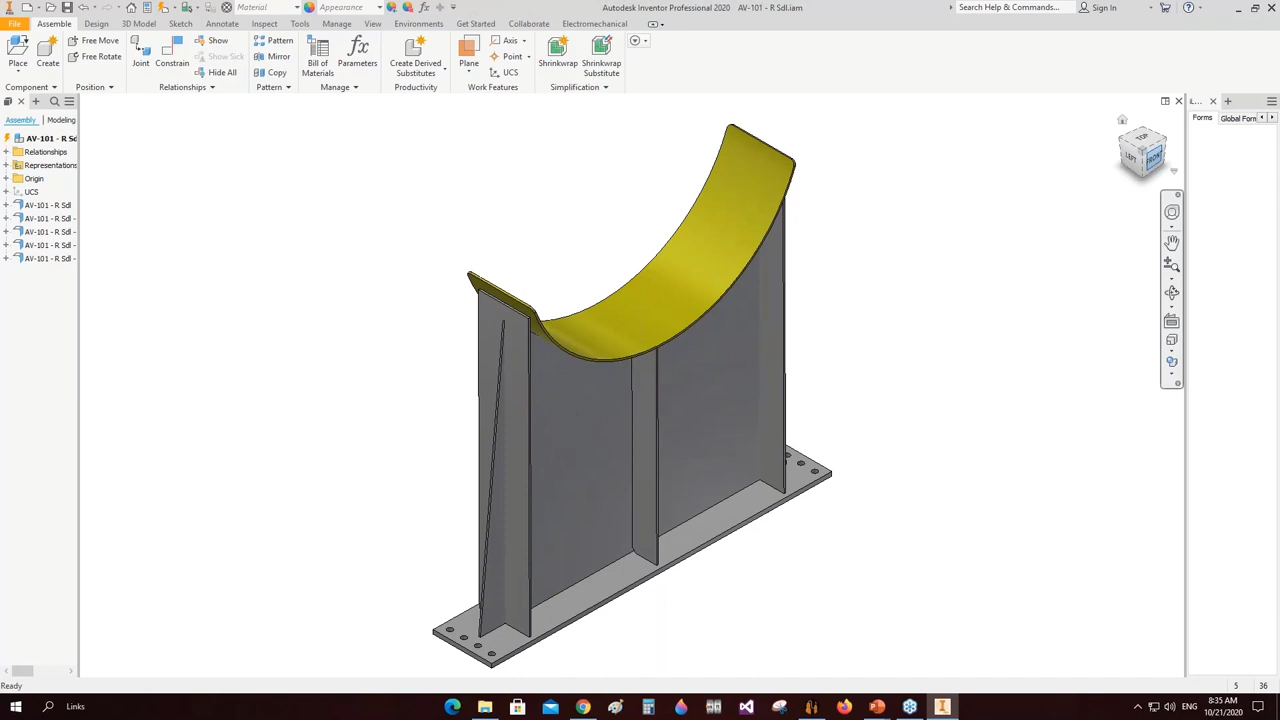 Material
Appearance
Autodesk Inventor Professional 2020   AV-101 - R Sdl.iam
Search Help & Commands...
Sign In
File Assemble Design 3D Model Sketch Annotate Inspect Tools Manage View Environments Get Started Collaborate Electromechanical
Place
Create
Free Move
Free Rotate
Joint
Constrain
Show
Show Sick
Hide All
Pattern
Mirror
Copy
Bill of
Materials
Parameters
Create Derived
Substitutes
Plane
Axis
Point
UCS
Shrinkwrap
Shrinkwrap
Substitute
Component Position Relationships Pattern Manage Productivity Work Features Simplification
Assembly Modeling
AV-101 - R Sd
Relationships
Representations
Origin
UCS
AV-101 - R Sdl
AV-101 - R Sdl -
AV-101 - R Sdl -
AV-101 - R Sdl -
AV-101 - R Sdl -
TOP
LEFT
FRONT
L...
Forms Global Forn
Ready
5 36
Links
8:35 AM
10/21/2020